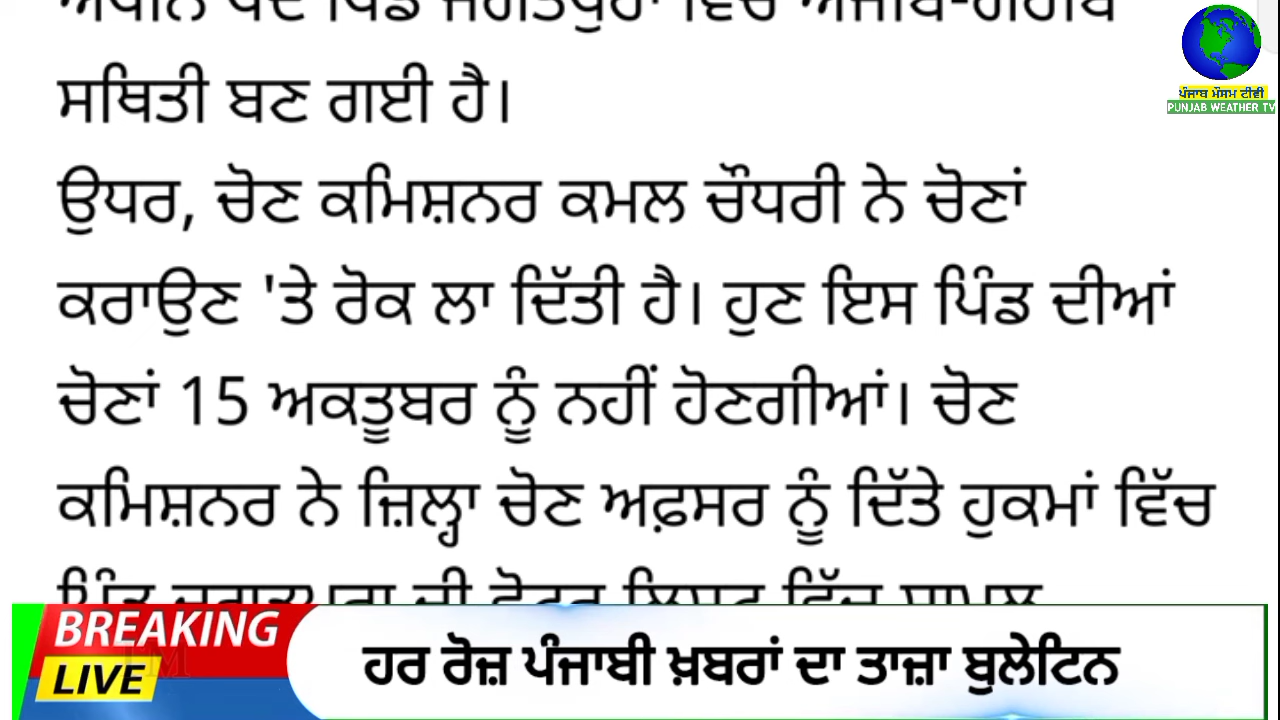 ਸਥਿਤੀ ਬਣ ਗਈ ਹੈ।
ਉਧਰ, ਚੋਣ ਕਮਿਸ਼ਨਰ ਕਮਲ ਚੌਧਰੀ ਨੇ ਚੋਣਾਂ
ਕਰਾਉਣ 'ਤੇ ਰੋਕ ਲਾ ਦਿੱਤੀ ਹੈ। ਹੁਣ ਇਸ ਪਿੰਡ ਦੀਆਂ
ਚੋਣਾਂ 15 ਅਕਤੂਬਰ ਨੂੰ ਨਹੀਂ ਹੋਣਗੀਆਂ। ਚੋਣ
ਕਮਿਸ਼ਨਰ ਨੇ ਜ਼ਿਲ੍ਹਾ ਚੋਣ ਅਫ਼ਸਰ ਨੂੰ ਦਿੱਤੇ ਹੁਕਮਾਂ ਵਿੱਚ
ਪੰਜਾਬ ਮੌਸਮ ਟੀਵੀ
PUNJAB WEATHER TV
BREAKING
LIVE
ਹਰ ਰੋਜ਼ ਪੰਜਾਬੀ ਖ਼ਬਰਾਂ ਦਾ ਤਾਜ਼ਾ ਬੁਲੇਟਿਨ